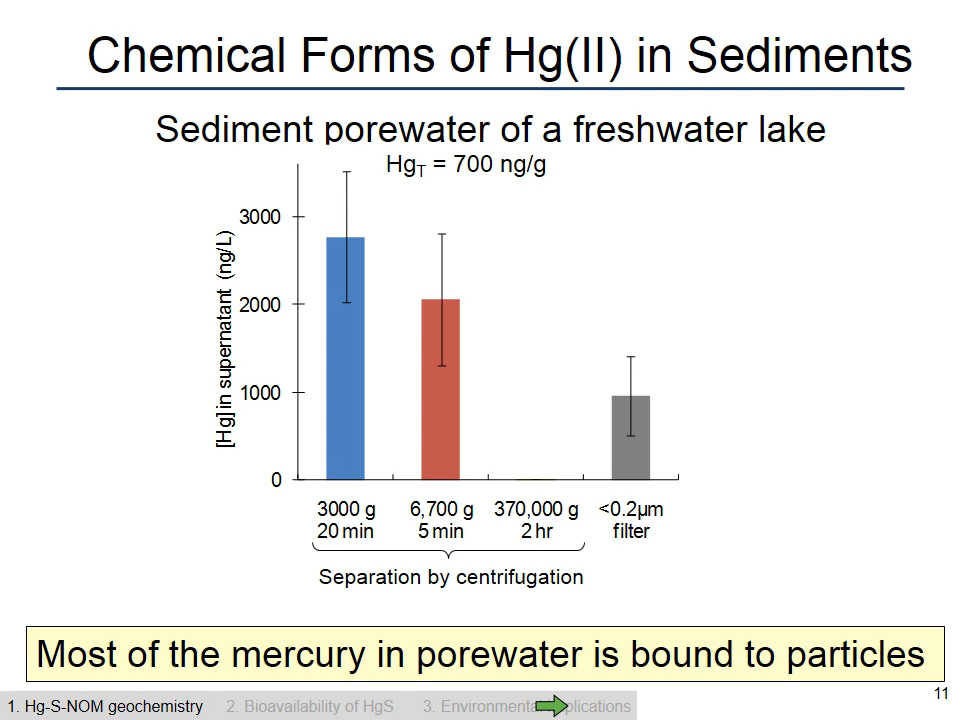 Chemical Forms of Hg(II) in Sediments
Sediment porewater of a freshwater lake
HgT = 700 ng/g
[Hg] in supernatant (ng/L)
3000
2000
1000
0
3000 g 6,700 g 370,000 g <0.2µm
20 min 5 min 2 hr filter
Separation by centrifugation
Most of the mercury in porewater is bound to particles
11
1. Hg-S-NOM geochemistry 2. Bioavailability of HgS 3. Environmental